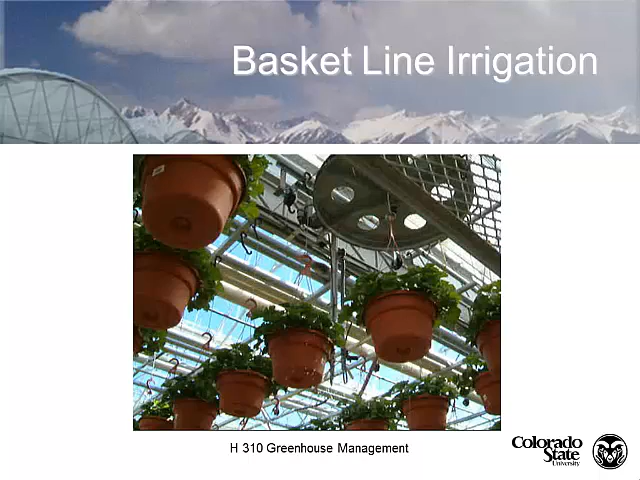 Basket Line Irrigation
H 310 Greenhouse Management
Colorado
State
University